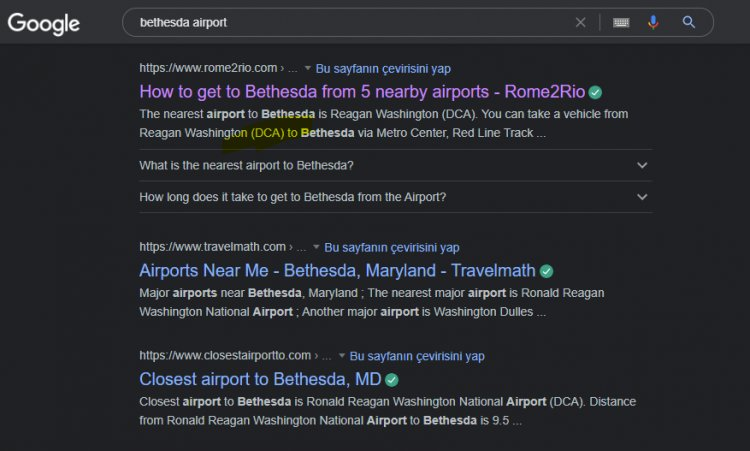 Google
bethesda airport
https://www.rome2rio.com › ... Bu sayfanın çevirisini yap
How to get to Bethesda from 5 nearby airports - Rome2Rio
The nearest airport to Bethesda is Reagan Washington (DCA). You can take a vehicle from
Reagan Washington (DCA) to Bethesda via Metro Center, Red Line Track ...
What is the nearest airport to Bethesda?
How long does it take to get to Bethesda from the Airport?
https://www.travelmath.com › ... Bu sayfanın çevirisini yap
Airports Near Me - Bethesda, Maryland - Travelmath
Major airports near Bethesda, Maryland ; The nearest major airport is Ronald Reagan
Washington National Airport ; Another major airport is Washington Dulles ...
https://www.closestairportto.com › ... Bu sayfanın çevirisini yap
Closest airport to Bethesda, MD
Closest airport to Bethesda is Ronald Reagan Washington National Airport (DCA). Distance
from Ronald Reagan Washington National Airport to Bethesda is 9.5 ...